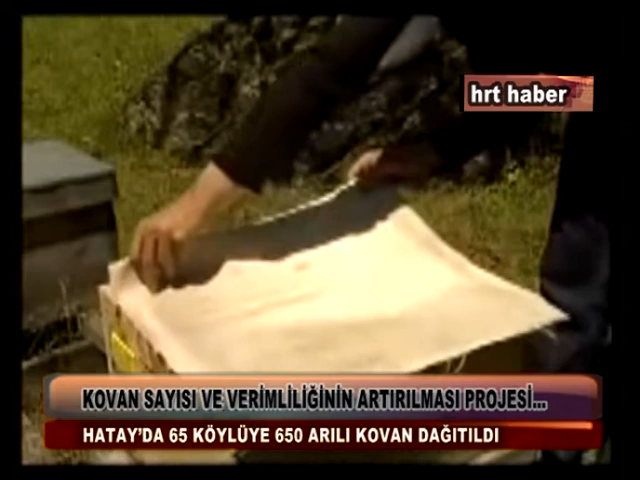 hrt haber
KOVAN SAYISI VE VERİMLİLİĞİNİN ARTIRILMASI PROJESİ...
HATAY'DA 65 KÖYLÜYE 650 ARILI KOVAN DAĞITILDI